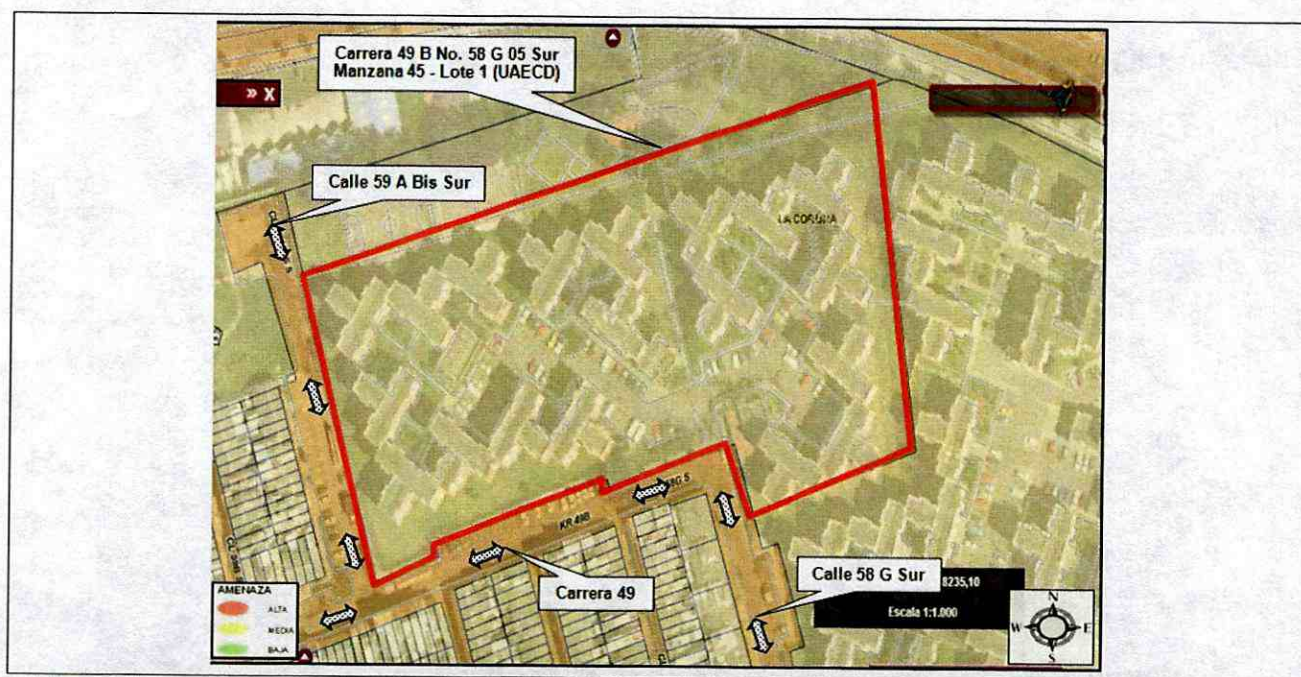 Carrera 49 B No. 58 G 05 Sur
Manzana 45 - Lote 1 (UAECD)
» X
Calle 59 A Bis Sur
LA CORUÑA
KR 49B
Carrera 49
Calle 58 G Sur
8235,10
Escala 1:1.000
AMENAZA
ALTA
MEDIA
BAJA
N
W
E
S